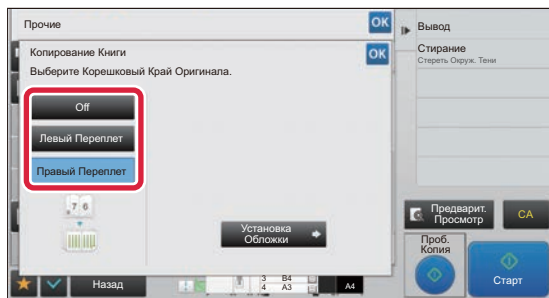 Прочие
OK
Вывод
Копирование Книги
OK
Стирание
Стереть Окруж. Тени
Выберите Корешковый Край Оригинала.
Off
Левый Переплет
Правый Переплет
7 6
Предварит.
Просмотр
CA
Установка
Обложки
Проб.
Копия
Назад
3 B4
4 A3
A4
Старт